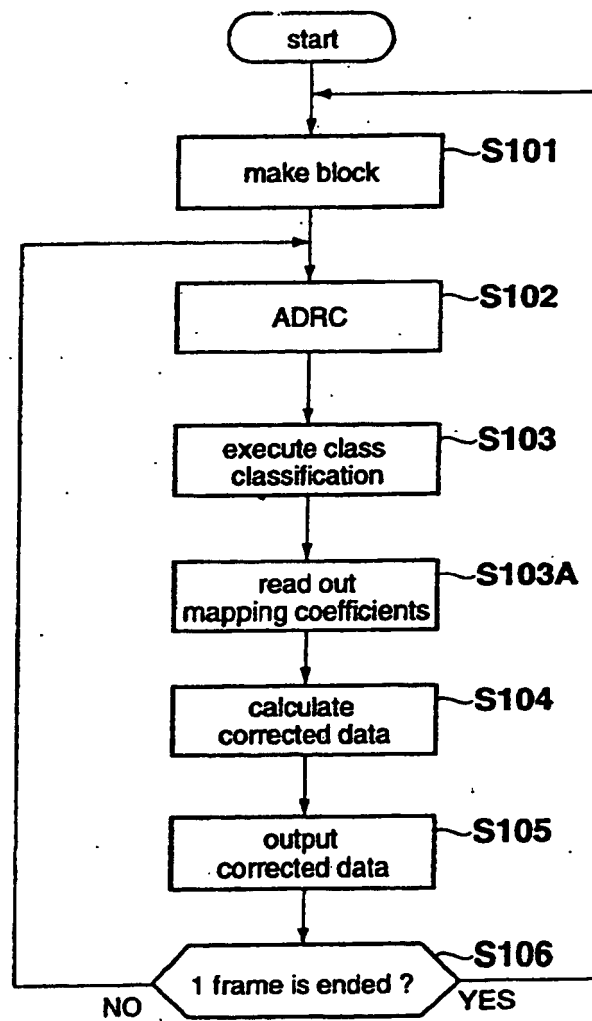 start
make block
S101
ADRC
S102
execute class
classification
S103
read out
mapping coefficients
S103A
calculate
corrected data
S104
output
corrected data
S105
1 frame is ended ?
S106
NO
YES